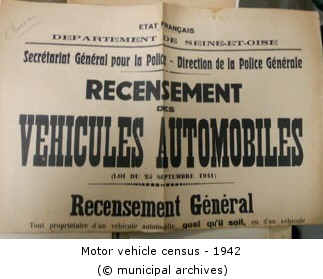 ETAT FRANÇAIS
DEPARTEMENT DE SEINE-ET-OISE
Secrétariat Général pour la Police - Direction de la Police Générale
RECENSEMENT
DES
VEHICULES AUTOMOBILES
(LOI DU 25 SEPTEMBRE 1941)
Recensement Général
Tout propriétaire d'un véhicule automobile, quel qu'il soit, ou d'un véhicule
Motor vehicle census - 1942
(© municipal archives)